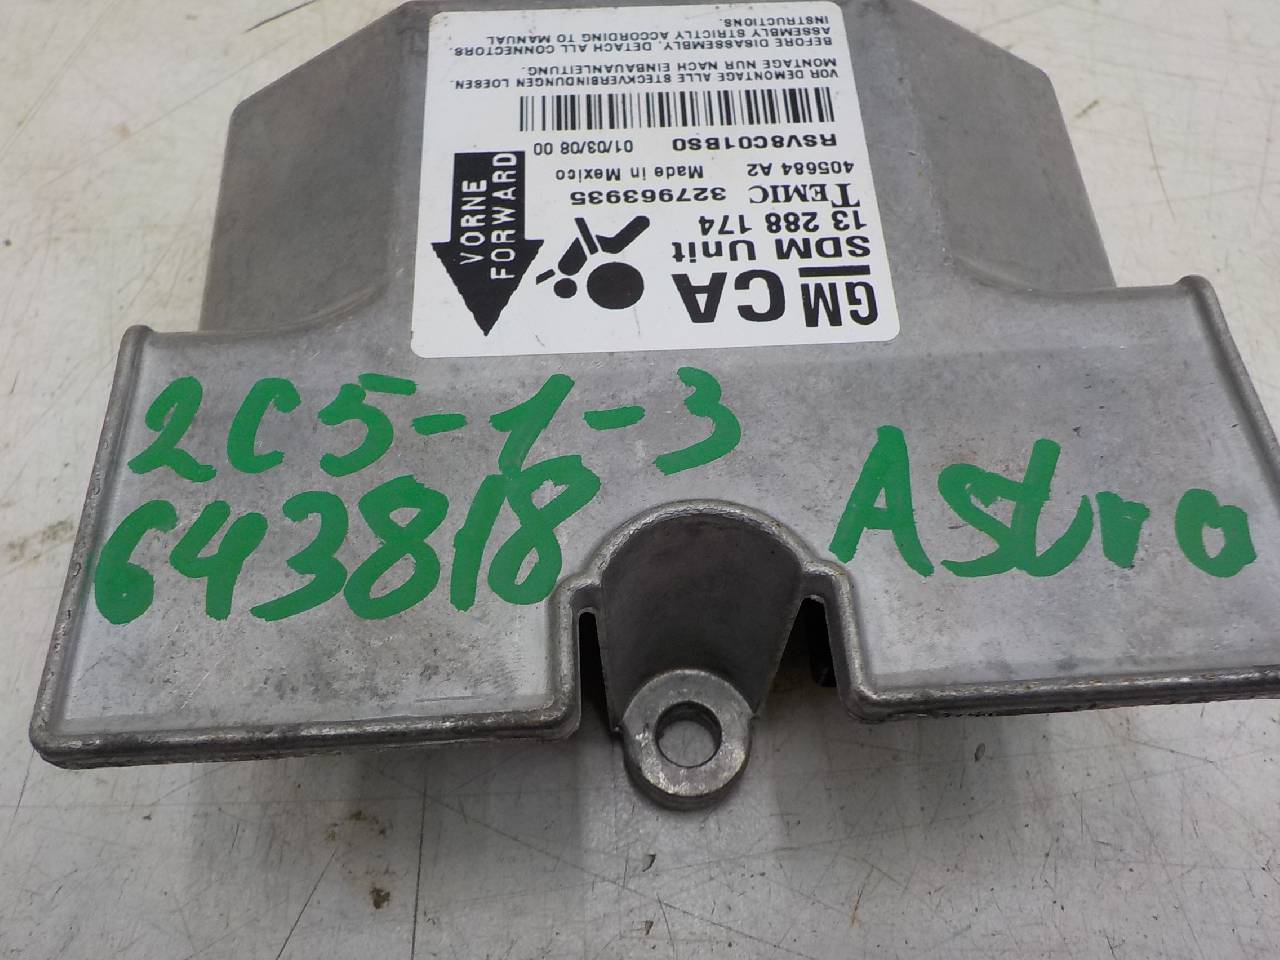 GM
CA
SDM Unit
13 288 174
TEMIC 327963935
405684 A2 Made in Mexico
RSV8C01BS0 01/03/08 00
VORNE
FORWARD
VOR DEMONTAGE ALLE STECKVERBINDUNGEN LOESEN.
MONTAGE NUR NACH EINBAUANLEITUNG.
BEFORE DISASSEMBLY, DETACH ALL CONNECTORS.
ASSEMBLY STRICTLY ACCORDING TO MANUAL
INSTRUCTIONS.
2C5-1-3
643818
Astro